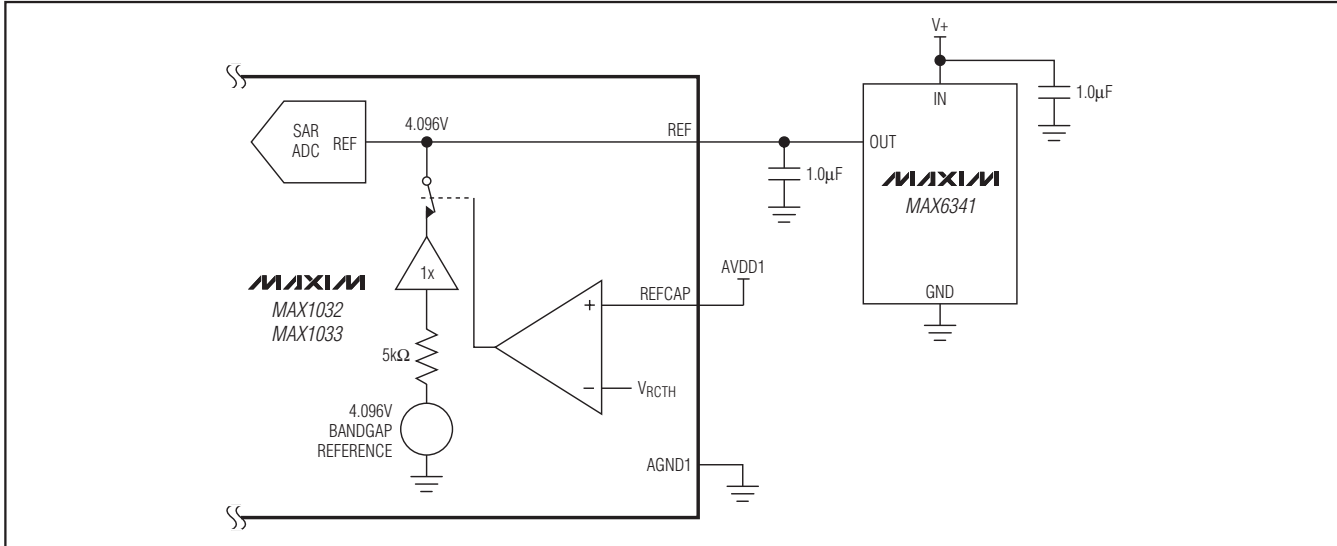 V+
1.0µF
IN
SAR
ADC
REF
4.096V
REF
OUT
1.0µF
MAXIM
MAX6341
GND
1x
MAXIM
MAX1032
MAX1033
AVDD1
REFCAP
+
5kΩ
−
VRCTH
4.096V
BANDGAP
REFERENCE
AGND1